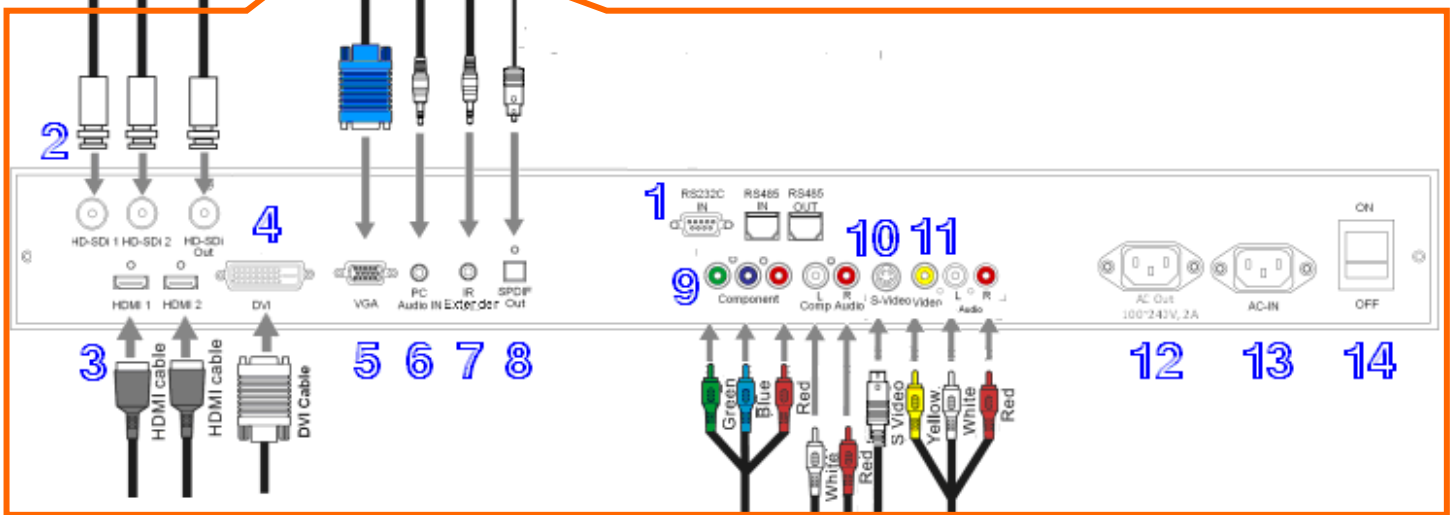 2
1
RS232C
IN
RS485
IN
RS485
OUT
ON
HD-SDI 1 HD-SDI 2
HD-SDI
Out
4
10
11
HDMI 1
HDMI 2
DVI
VGA
PC
Audio IN
IR
Extender
SPDIF
Out
9
Component
L
R
Comp Audio
S-Video
Video
L
R
Audio
AC Out
100~240V, 2A
AC-IN
OFF
3
5
6
7
8
12
13
14
HDMI cable
HDMI cable
DVI Cable
Green
Blue
Red
White
Red
S Video
Yellow
White
Red